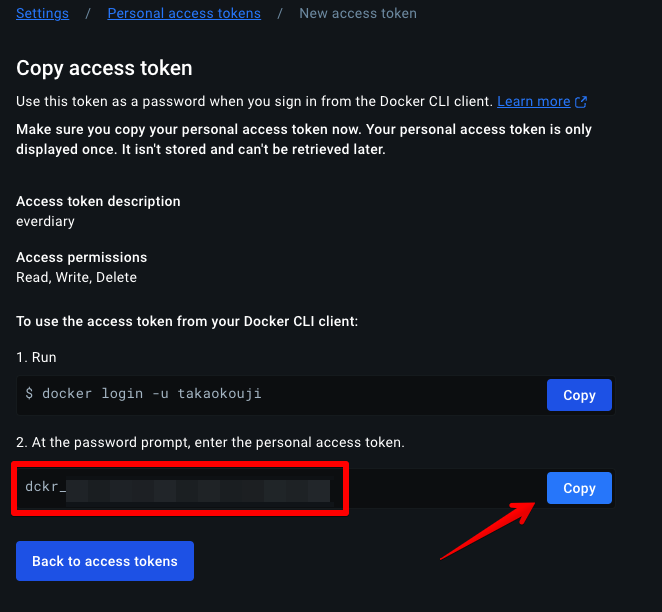 Settings / Personal access tokens / New access token
Copy access token
Use this token as a password when you sign in from the Docker CLI client. Learn more
Make sure you copy your personal access token now. Your personal access token is only
displayed once. It isn't stored and can't be retrieved later.
Access token description
everdiary
Access permissions
Read, Write, Delete
To use the access token from your Docker CLI client:
1. Run
$ docker login -u takaokouji
Copy
2. At the password prompt, enter the personal access token.
dckr_
Copy
Back to access tokens